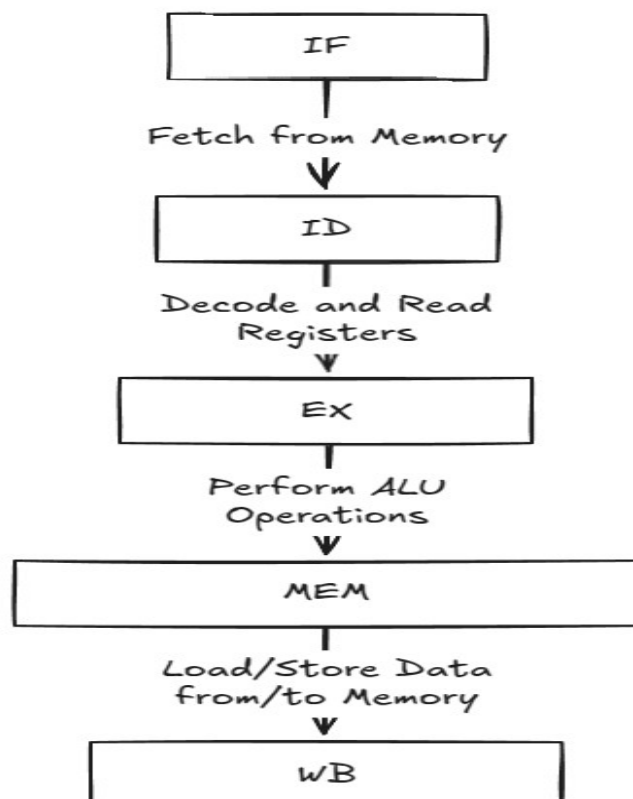 IF
Fetch from Memory
ID
Decode and Read
Registers
EX
Perform ALU
Operations
MEM
Load/Store Data
from/to Memory
WB